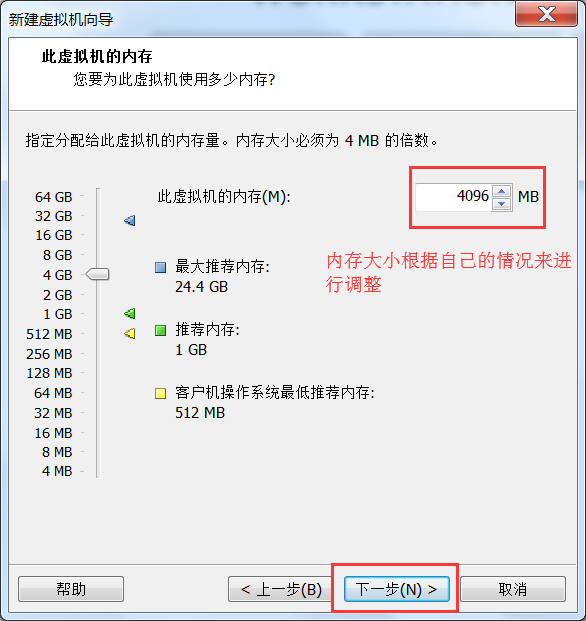 新建虚拟机向导
此虚拟机的内存
您要为此虚拟机使用多少内存?
指定分配给此虚拟机的内存量。内存大小必须为 4 MB 的倍数。
64 GB
32 GB
16 GB
8 GB
4 GB
2 GB
1 GB
512 MB
256 MB
128 MB
64 MB
32 MB
16 MB
8 MB
4 MB
此虚拟机的内存(M):
4096 MB
最大推荐内存:
24.4 GB
推荐内存:
1 GB
客户机操作系统最低推荐内存:
512 MB
内存大小根据自己的情况来进
行调整
帮助
< 上一步(B)
下一步(N) >
取消